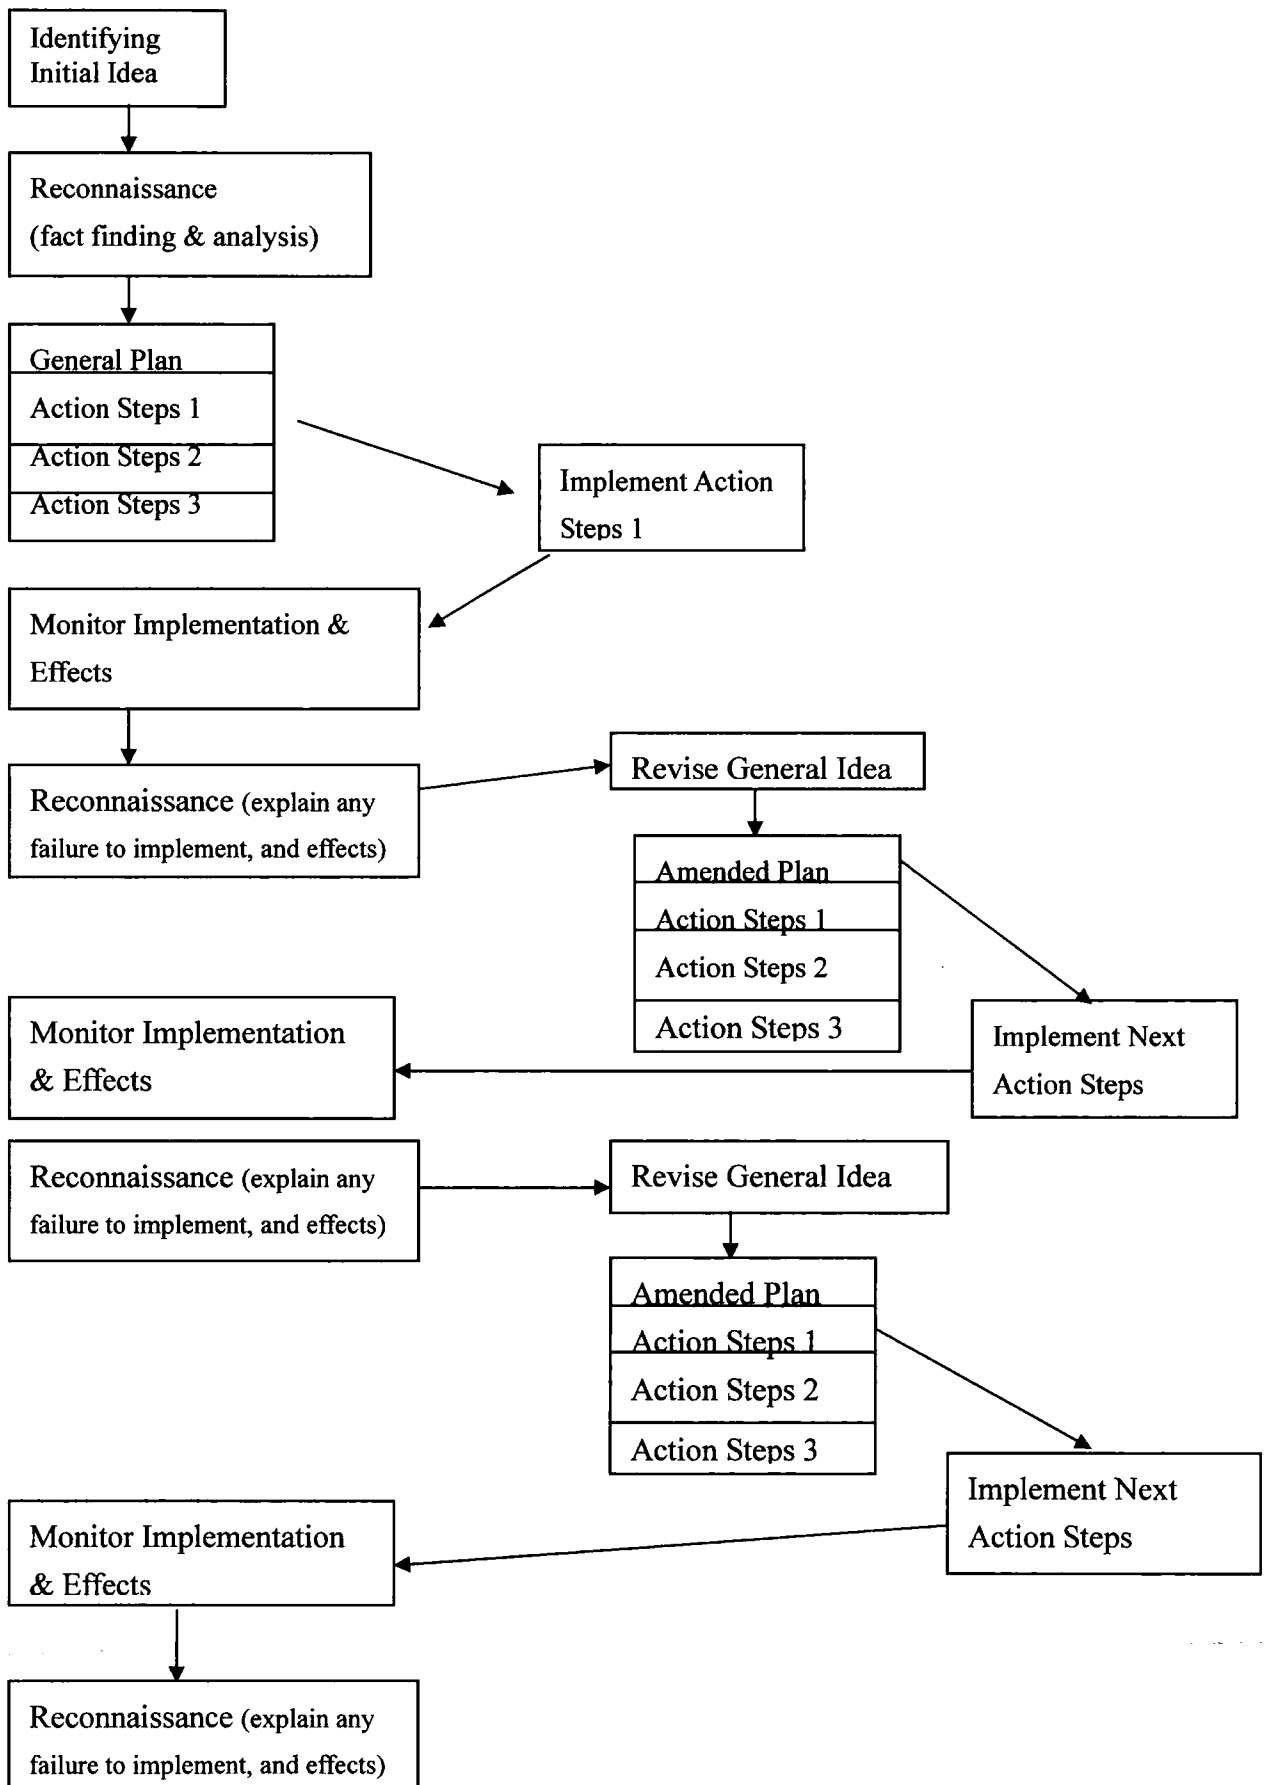 Identifying
Initial Idea
Reconnaissance
(fact finding & analysis)
General Plan
Action Steps 1
Action Steps 2
Action Steps 3
Implement Action
Steps 1
Monitor Implementation &
Effects
Reconnaissance (explain any
failure to implement, and effects)
Revise General Idea
Amended Plan
Action Steps 1
Action Steps 2
Action Steps 3
Implement Next
Action Steps
Monitor Implementation
& Effects
Reconnaissance (explain any
failure to implement, and effects)
Revise General Idea
Amended Plan
Action Steps 1
Action Steps 2
Action Steps 3
Implement Next
Action Steps
Monitor Implementation
& Effects
Reconnaissance (explain any
failure to implement, and effects)